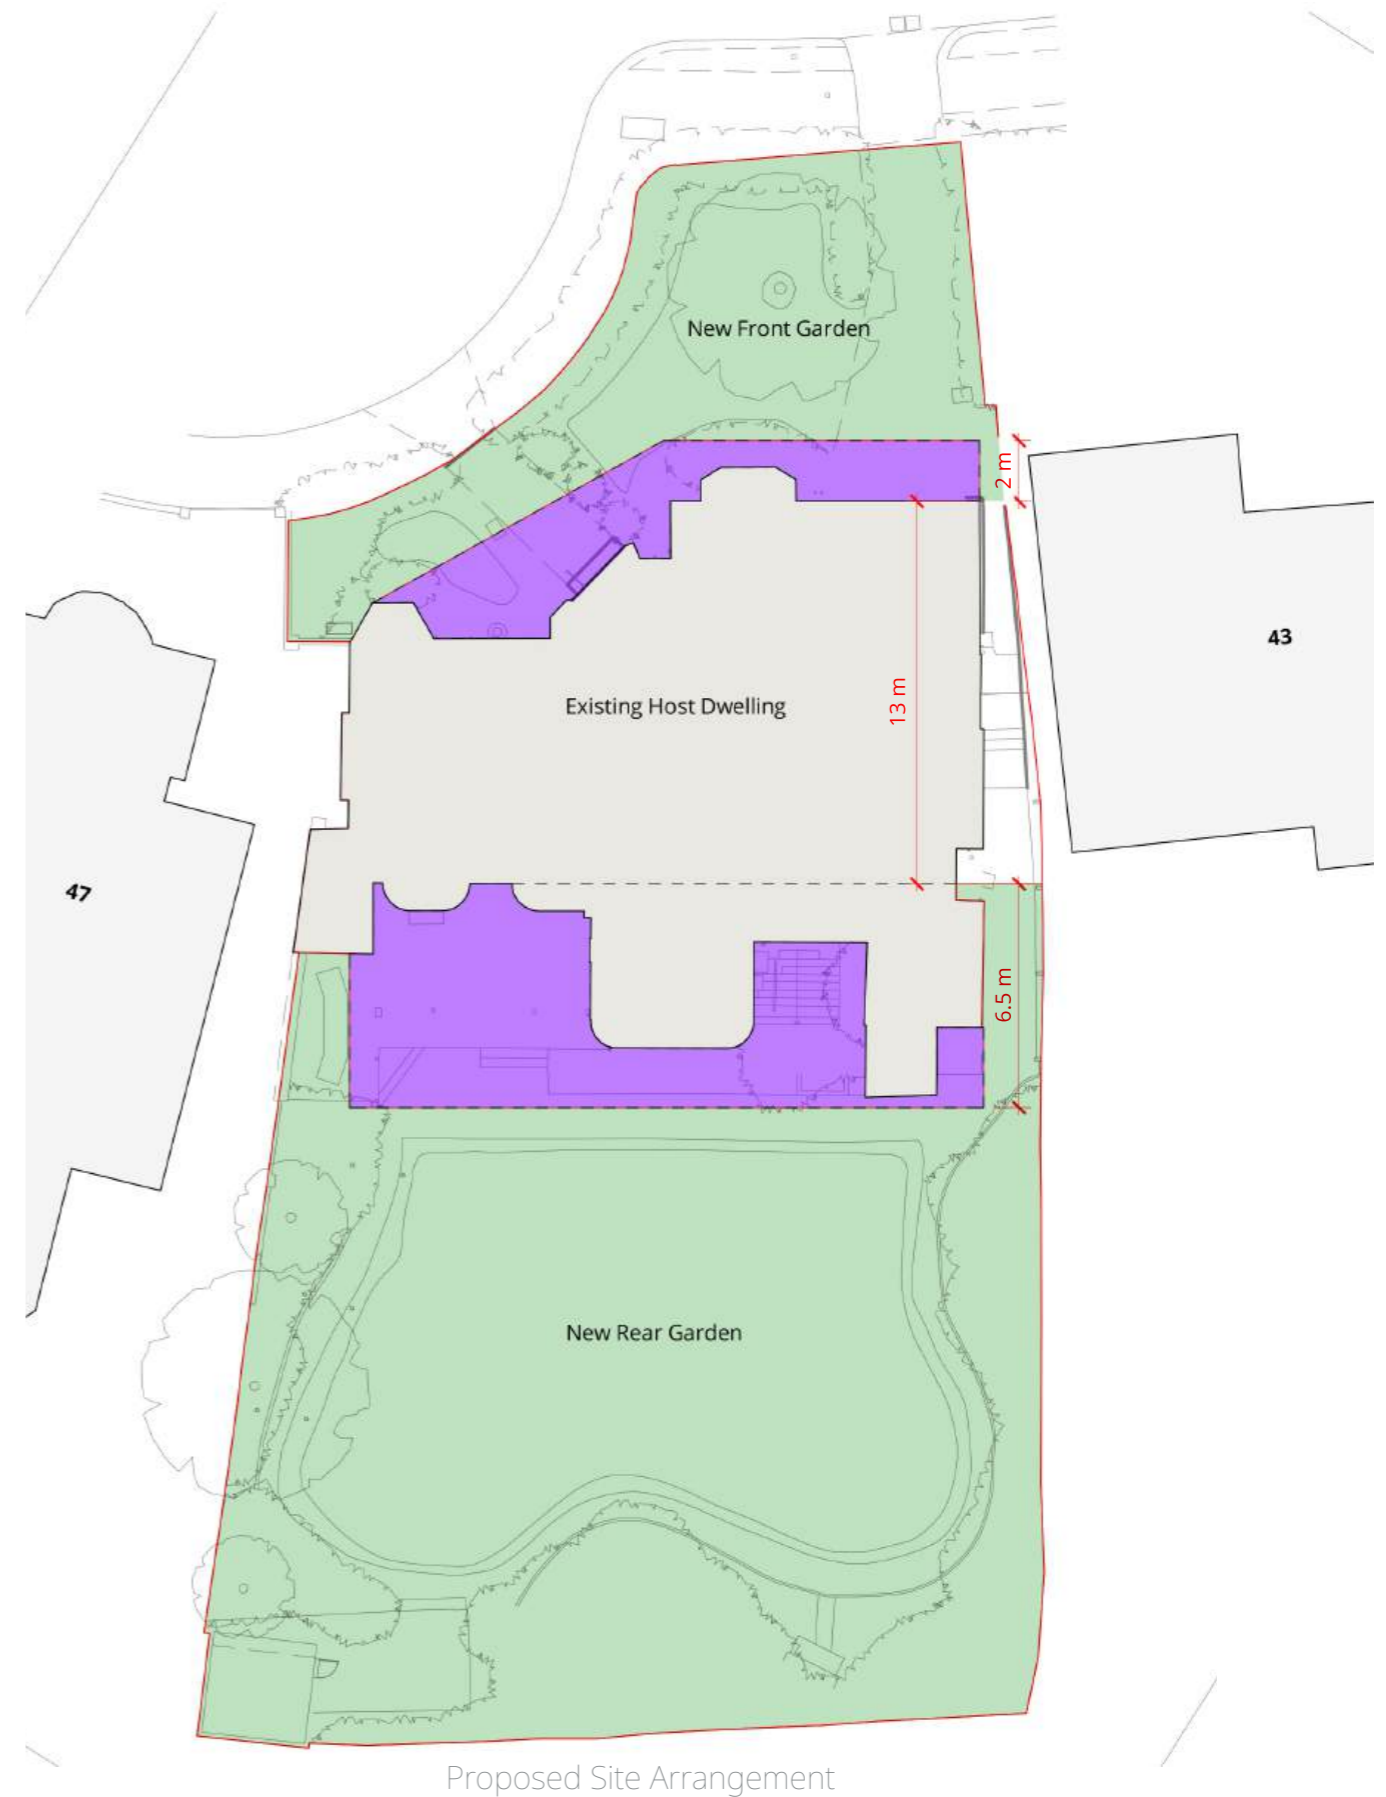 New Front Garden
2 m
43
13 m
Existing Host Dwelling
47
6.5 m
New Rear Garden
Proposed Site Arrangement